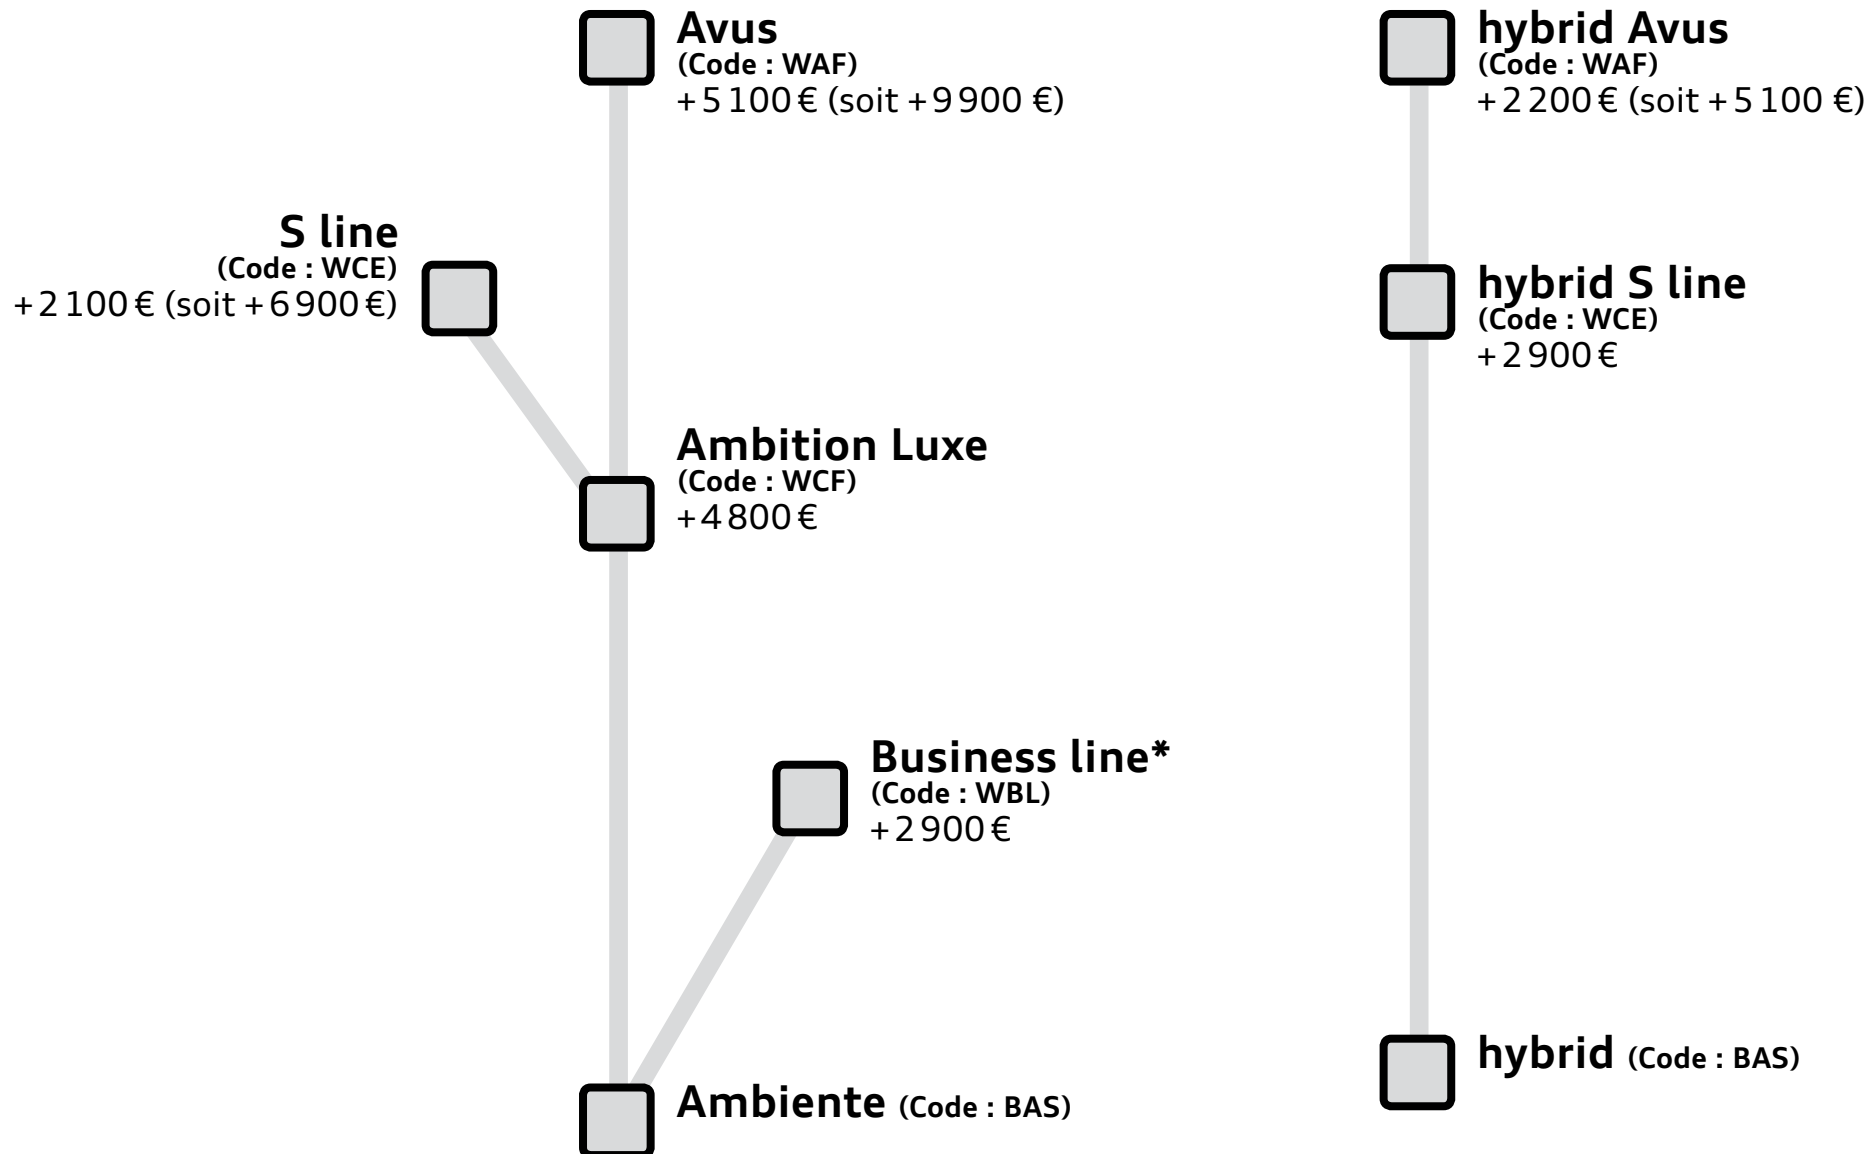 Avus
(Code : WAF)
+5 100 € (soit +9 900 €)
hybrid Avus
(Code : WAF)
+2 200 € (soit +5 100 €)
S line
(Code : WCE)
+2 100 € (soit +6 900 €)
hybrid S line
(Code : WCE)
+2 900 €
Ambition Luxe
(Code : WCF)
+4 800 €
Business line*
(Code : WBL)
+2 900 €
hybrid (Code : BAS)
Ambiente (Code : BAS)